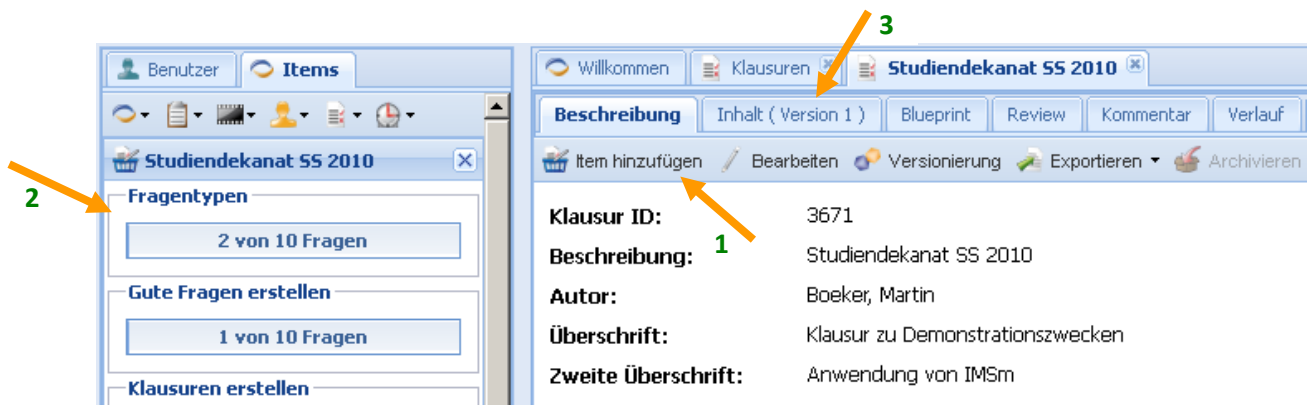 3
Benutzer Items
Willkommen Klausuren Studiendekanat SS 2010
Beschreibung Inhalt ( Version 1 ) Blueprint Review Kommentar Verlauf
Studiendekanat SS 2010
Item hinzufügen Bearbeiten Versionierung Exportieren Archivieren
2
Fragentypen
2 von 10 Fragen
Gute Fragen erstellen
1 von 10 Fragen
Klausuren erstellen
1
Klausur ID: 3671
Beschreibung: Studiendekanat SS 2010
Autor: Boeker, Martin
Überschrift: Klausur zu Demonstrationszwecken
Zweite Überschrift: Anwendung von IMSm